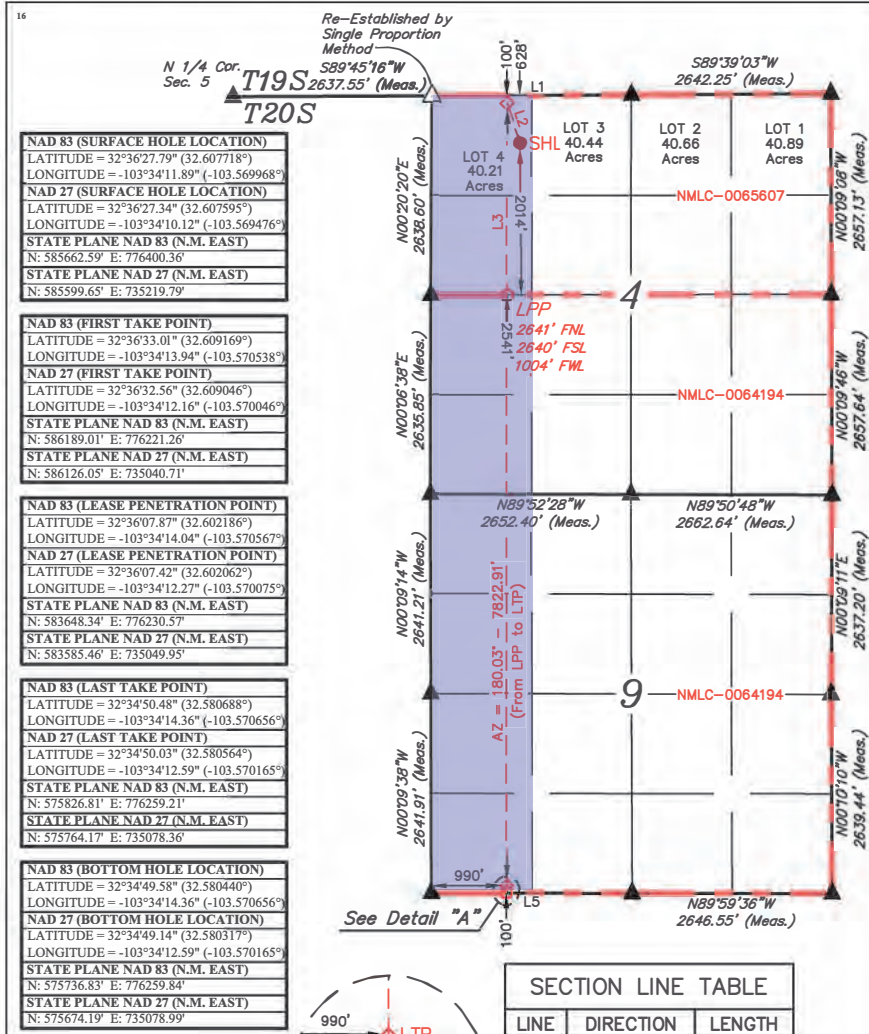 16
Re-Established by
Single Proportion
Method
N 1/4 Cor.
Sec. 5
T19S
T20S
S89°45'16"W
2637.55' (Meas.)
100'
628'
L1
S89°39'03"W
2642.25' (Meas.)
NAD 83 (SURFACE HOLE LOCATION)
LATITUDE = 32°36'27.79" (32.607718°)
LONGITUDE = -103°34'11.89" (-103.569968°)
NAD 27 (SURFACE HOLE LOCATION)
LATITUDE = 32°36'27.34" (32.607595°)
LONGITUDE = -103°34'10.12" (-103.569476°)
STATE PLANE NAD 83 (N.M. EAST)
N: 585662.59' E: 776400.36'
STATE PLANE NAD 27 (N.M. EAST)
N: 585599.65' E: 735219.79'
NAD 83 (FIRST TAKE POINT)
LATITUDE = 32°36'33.01" (32.609169°)
LONGITUDE = -103°34'13.94" (-103.570538°)
NAD 27 (FIRST TAKE POINT)
LATITUDE = 32°36'32.56" (32.609046°)
LONGITUDE = -103°34'12.16" (-103.570046°)
STATE PLANE NAD 83 (N.M. EAST)
N: 586189.01' E: 776221.26'
STATE PLANE NAD 27 (N.M. EAST)
N: 586126.05' E: 735040.71'
NAD 83 (LEASE PENETRATION POINT)
LATITUDE = 32°36'07.87" (32.602186°)
LONGITUDE = -103°34'14.04" (-103.570567°)
NAD 27 (LEASE PENETRATION POINT)
LATITUDE = 32°36'07.42" (32.602062°)
LONGITUDE = -103°34'12.27" (-103.570075°)
STATE PLANE NAD 83 (N.M. EAST)
N: 583648.34' E: 776230.57'
STATE PLANE NAD 27 (N.M. EAST)
N: 583585.46' E: 735049.95'
NAD 83 (LAST TAKE POINT)
LATITUDE = 32°34'50.48" (32.580688°)
LONGITUDE = -103°34'14.36" (-103.570656°)
NAD 27 (LAST TAKE POINT)
LATITUDE = 32°34'50.03" (32.580564°)
LONGITUDE = -103°34'12.59" (-103.570165°)
STATE PLANE NAD 83 (N.M. EAST)
N: 575826.81' E: 776259.21'
STATE PLANE NAD 27 (N.M. EAST)
N: 575764.17' E: 735078.36'
NAD 83 (BOTTOM HOLE LOCATION)
LATITUDE = 32°34'49.58" (32.580440°)
LONGITUDE = -103°34'14.36" (-103.570656°)
NAD 27 (BOTTOM HOLE LOCATION)
LATITUDE = 32°34'49.14" (32.580317°)
LONGITUDE = -103°34'12.59" (-103.570165°)
STATE PLANE NAD 83 (N.M. EAST)
N: 575736.83' E: 776259.84'
STATE PLANE NAD 27 (N.M. EAST)
N: 575674.19' E: 735078.99'
L2
SHL
LOT 4
40.21
Acres
LOT 3
40.44
Acres
LOT 2
40.66
Acres
LOT 1
40.89
Acres
N00°20'20"E
2638.60' (Meas.)
L3
2014'
NMLC-0065607
N00°09'08"W
2657.13' (Meas.)
4
LPP
2641' FNL
2640' FSL
1004' FWL
2541'
N00°06'38"E
2635.85' (Meas.)
NMLC-0064194
N00°09'46"W
2657.64' (Meas.)
N89°52'28"W
2652.40' (Meas.)
N89°50'48"W
2662.64' (Meas.)
N00°09'14"W
2641.21' (Meas.)
AZ = 180.03° - 7822.91'
(From LPP to LTP)
N00°09'11"E
2637.20' (Meas.)
9
NMLC-0064194
N00°09'38"W
2641.91' (Meas.)
N00°10'10"W
2639.44' (Meas.)
990'
L5
See Detail "A"
100'
N89°59'36"W
2646.55' (Meas.)
990'
LTP
SECTION LINE TABLE
LINE DIRECTION LENGTH